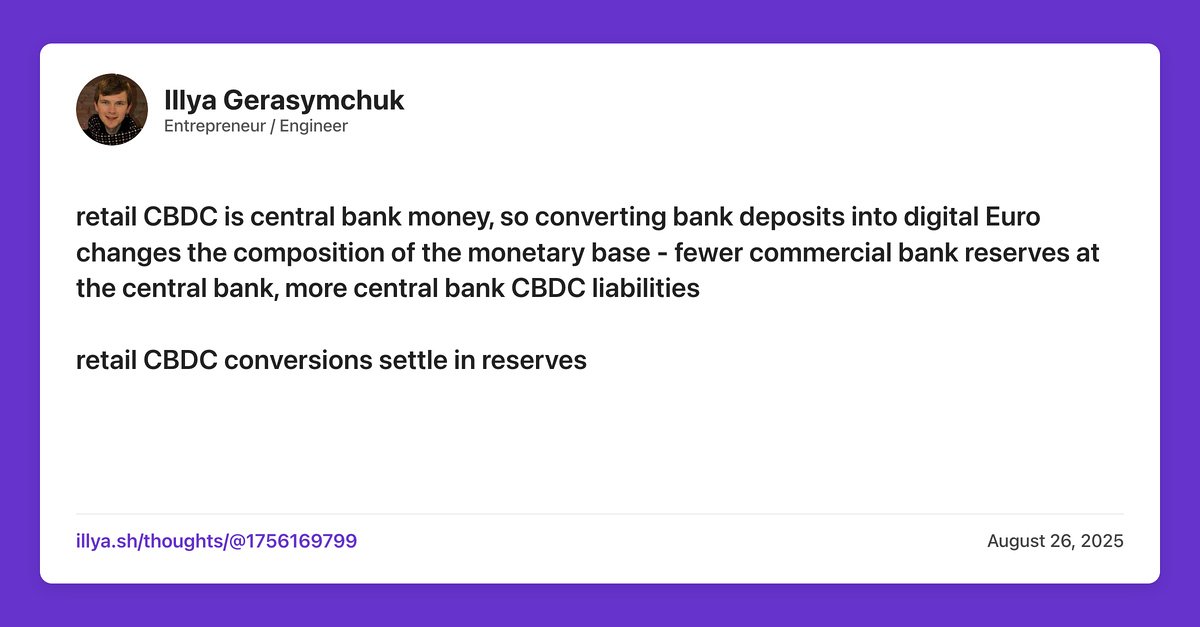 Illya Gerasymchuk
Entrepreneur / Engineer
retail CBDC is central bank money, so converting bank deposits into digital Euro
changes the composition of the monetary base - fewer commercial bank reserves at
the central bank, more central bank CBDC liabilities
retail CBDC conversions settle in reserves
illya.sh/thoughts/@1756169799
August 26, 2025